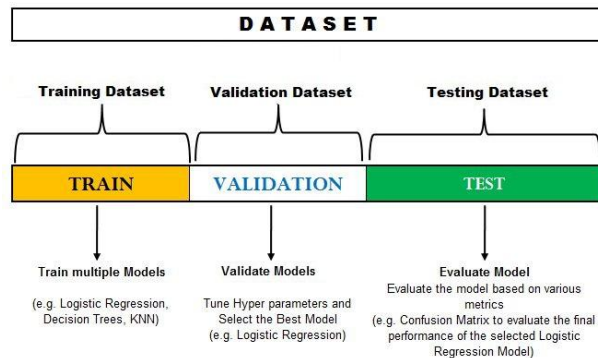 DATASET
Training Dataset
Validation Dataset
Testing Dataset
TRAIN
VALIDATION
TEST
Train multiple Models
(e.g. Logistic Regression,
Decision Trees, KNN)
Validate Models
Tune Hyper parameters and
Select the Best Model
(e.g. Logistic Regression)
Evaluate Model
Evaluate the model based on various
metrics
(e.g. Confusion Matrix to evaluate the final
performance of the selected Logistic
Regression Model)